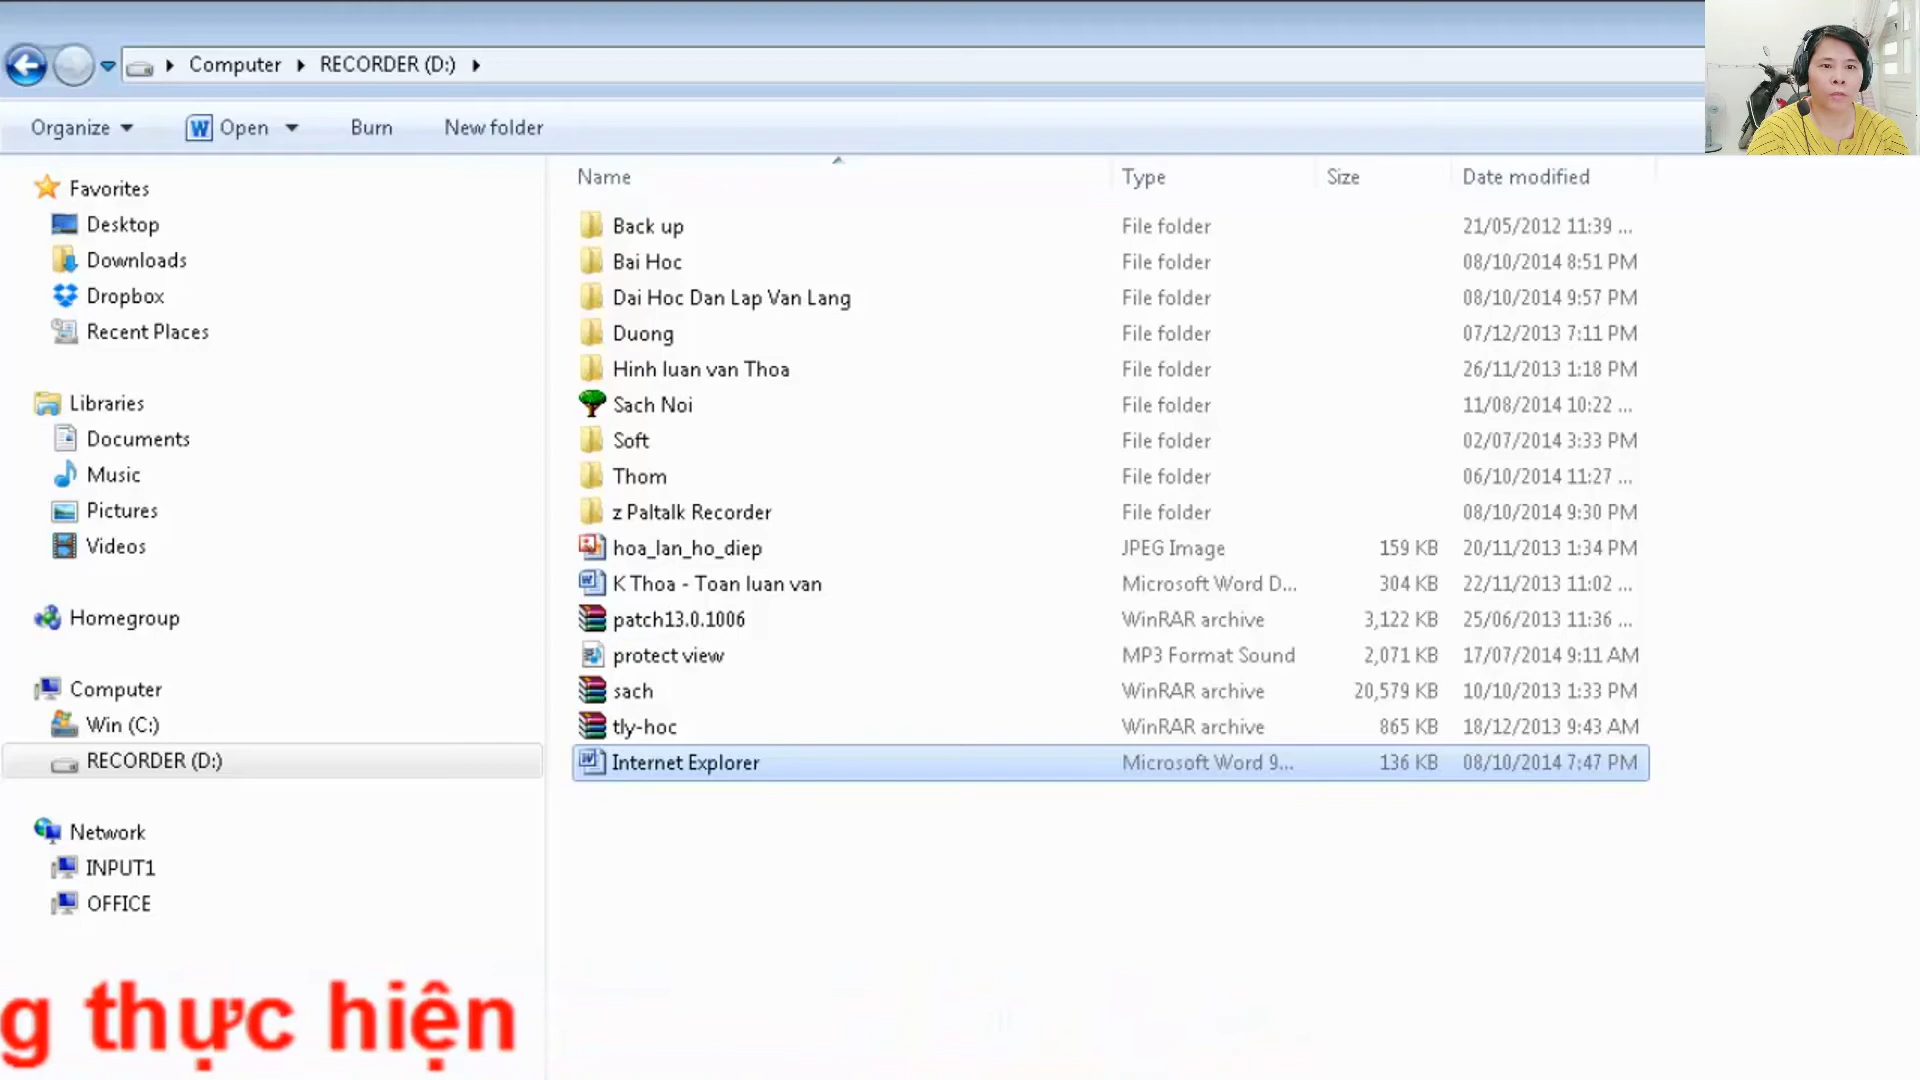 Computer RECORDER (D:)
Organize Open Burn New folder
Favorites
Desktop
Downloads
Dropbox
Recent Places
Libraries
Documents
Music
Pictures
Videos
Homegroup
Computer
Win (C:)
RECORDER (D:)
Network
INPUT1
OFFICE
Name Type Size Date modified
Back up File folder 21/05/2012 11:39 ...
Bai Hoc File folder 08/10/2014 8:51 PM
Dai Hoc Dan Lap Van Lang File folder 08/10/2014 9:57 PM
Duong File folder 07/12/2013 7:11 PM
Hinh luan van Thoa File folder 26/11/2013 1:18 PM
Sach Noi File folder 11/08/2014 10:22 ...
Soft File folder 02/07/2014 3:33 PM
Thom File folder 06/10/2014 11:27 ...
z Paltalk Recorder File folder 08/10/2014 9:30 PM
hoa_lan_ho_diep JPEG Image 159 KB 20/11/2013 1:34 PM
K Thoa - Toan luan van Microsoft Word D... 304 KB 22/11/2013 11:02 ...
patch13.0.1006 WinRAR archive 3,122 KB 25/06/2013 11:36 ...
protect view MP3 Format Sound 2,071 KB 17/07/2014 9:11 AM
sach WinRAR archive 20,579 KB 10/10/2013 1:33 PM
tly-hoc WinRAR archive 865 KB 18/12/2013 9:43 AM
Internet Explorer Microsoft Word 9... 136 KB 08/10/2014 7:47 PM
g thực hiện